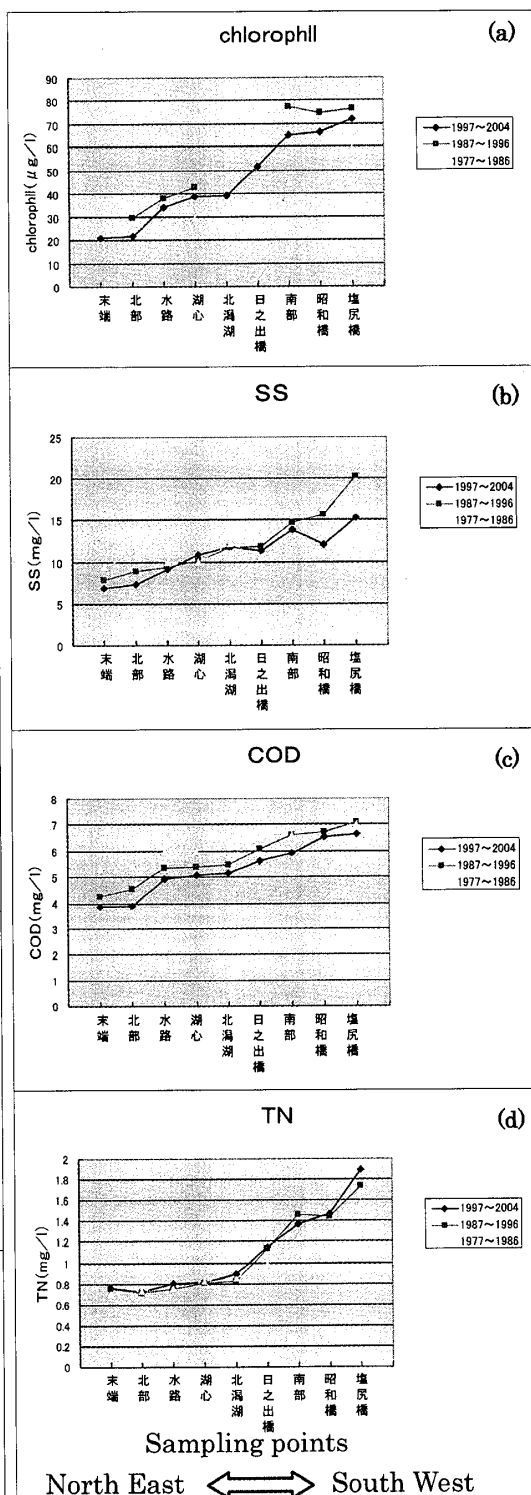 chlorophll
(a)
chlorophll(μg/l)
90
80
70
60
50
40
30
20
10
0
末端
北部
水路
湖心
北潟湖
日之出橋
南部
昭和橋
塩尻橋
1997～2004
1987～1996
1977～1986
SS
(b)
SS(mg/l)
25
20
15
10
5
0
末端
北部
水路
湖心
北潟湖
日之出橋
南部
昭和橋
塩尻橋
1997～2004
1987～1996
1977～1986
COD
(c)
COD(mg/l)
8
7
6
5
4
3
2
1
0
末端
北部
水路
湖心
北潟湖
日之出橋
南部
昭和橋
塩尻橋
1997～2004
1987～1996
1977～1986
TN
(d)
TN(mg/l)
2
1.8
1.6
1.4
1.2
1
0.8
0.6
0.4
0.2
0
末端
北部
水路
湖心
北潟湖
日之出橋
南部
昭和橋
塩尻橋
1997～2004
1987～1996
1977～1986
Sampling points
North East South West